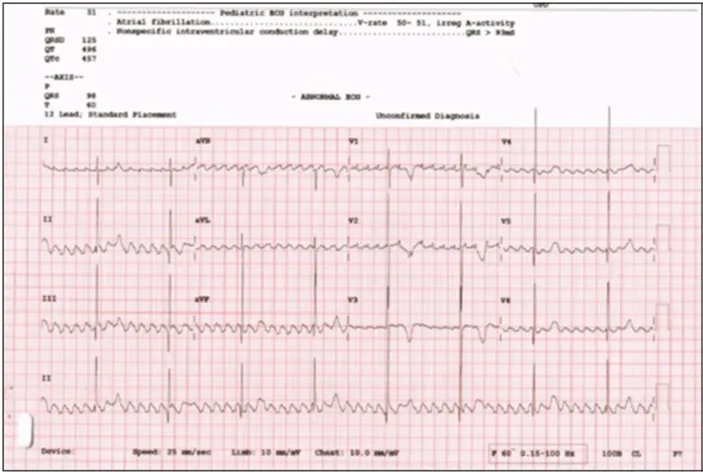 Rate 51 . ------------------- Pediatric ECG interpretation -------------------
. Atrial fibrillation..........................V-rate 50- 51, irreg A-activity
PR . Nonspecific intraventricular conduction delay......................QRS > 93mS
QRSD 125
QT 496
QTc 457
--AXIS--
P
QRS 98
T 60
- ABNORMAL ECG -
12 Lead; Standard Placement Unconfirmed Diagnosis
I aVR V1 V4
II aVL V2 V5
III aVF V3 V6
II
Device: Speed: 25 mm/sec Limb: 10 mm/mV Chest: 10.0 mm/mV F 60~ 0.15-100 Hz 100B CL P?